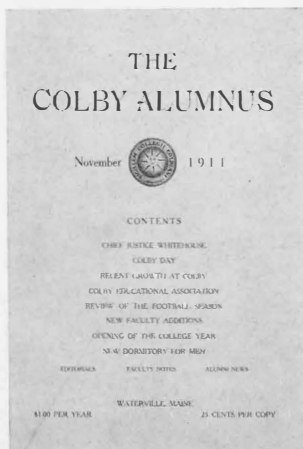 THE
COLBY ALUMNUS
November 1911
CONTENTS
CHIEF JUSTICE WHITEHOUSE
COLBY DAY
RECENT GROWTH AT COLBY
COLBY EDUCATIONAL ASSOCIATION
REVIEW OF THE FOOTBALL SEASON
NEW FACULTY ADDITIONS
OPENING OF THE COLLEGE YEAR
NEW DORMITORY FOR MEN
EDITORIALS FACULTY NOTES ALUMNI NEWS
WATERVILLE MAINE
$1.00 PER YEAR 25 CENTS PER COPY